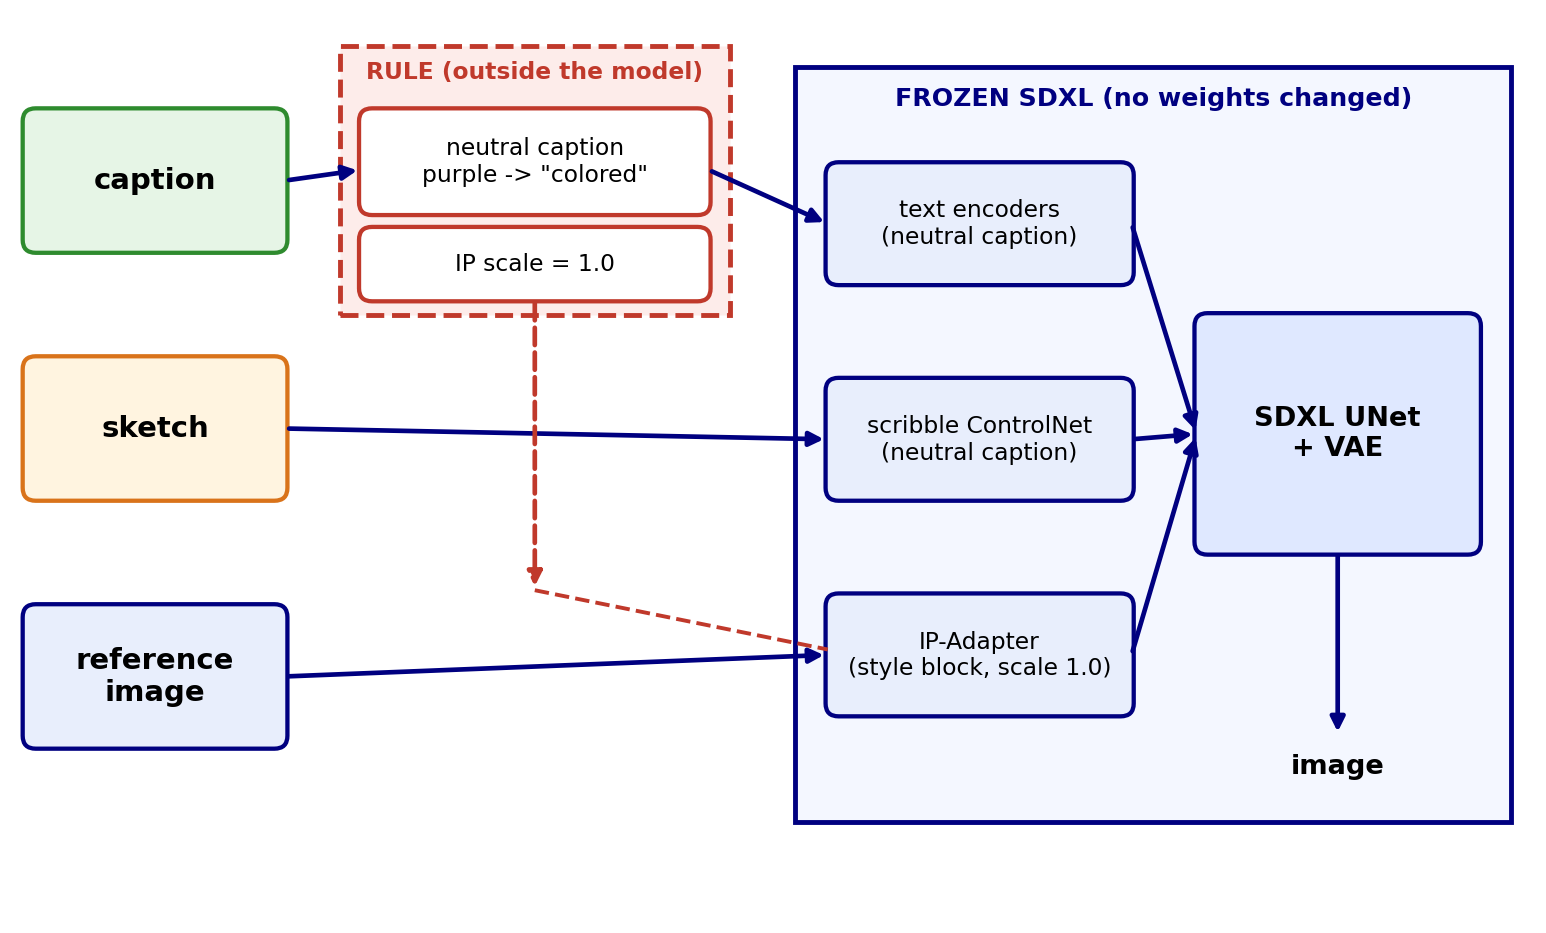 RULE (outside the model)
caption
neutral caption
purple -> "colored"
IP scale = 1.0
sketch
reference
image
FROZEN SDXL (no weights changed)
text encoders
(neutral caption)
scribble ControlNet
(neutral caption)
IP-Adapter
(style block, scale 1.0)
SDXL UNet
+ VAE
image